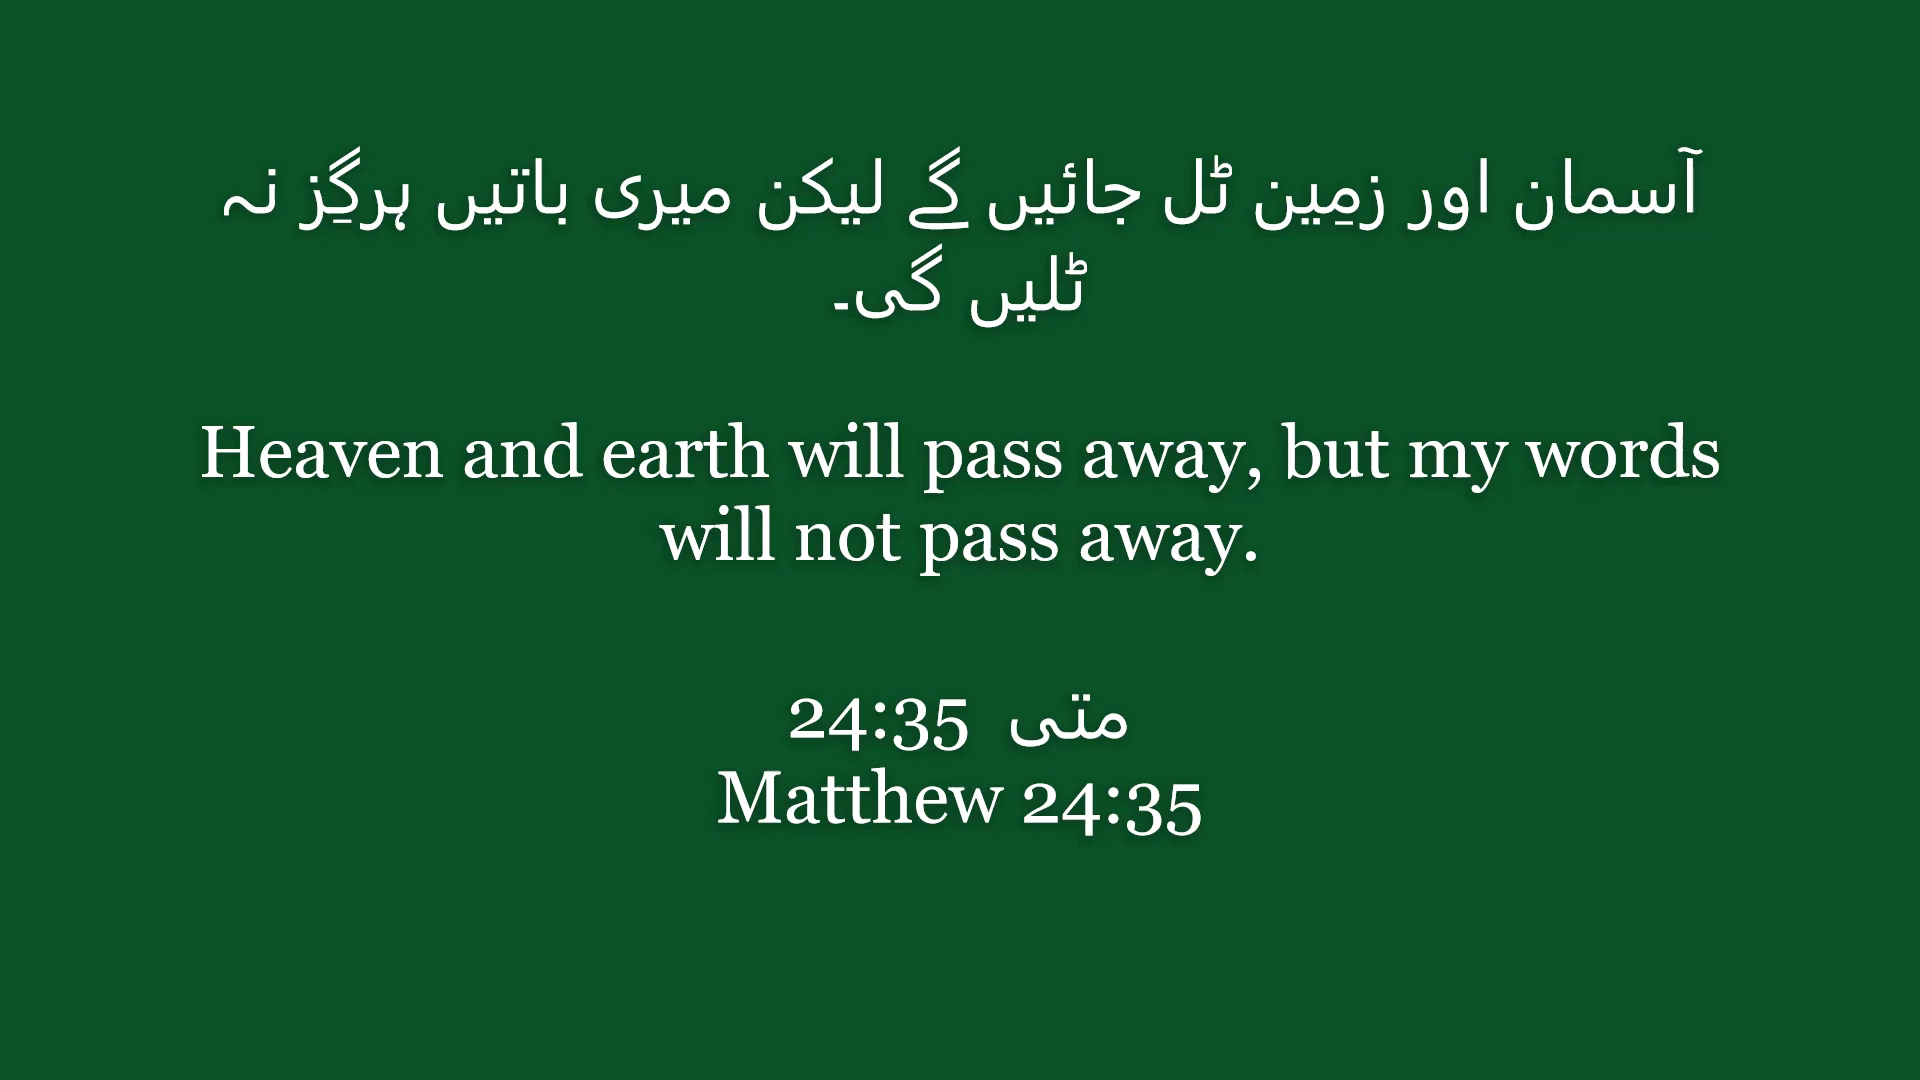 آسمان اور زمِین ٹل جائیں گے لیکن میری باتیں ہرگِز نہ
ٹلیں گی۔
Heaven and earth will pass away, but my words
will not pass away.
متی 24:35
Matthew 24:35